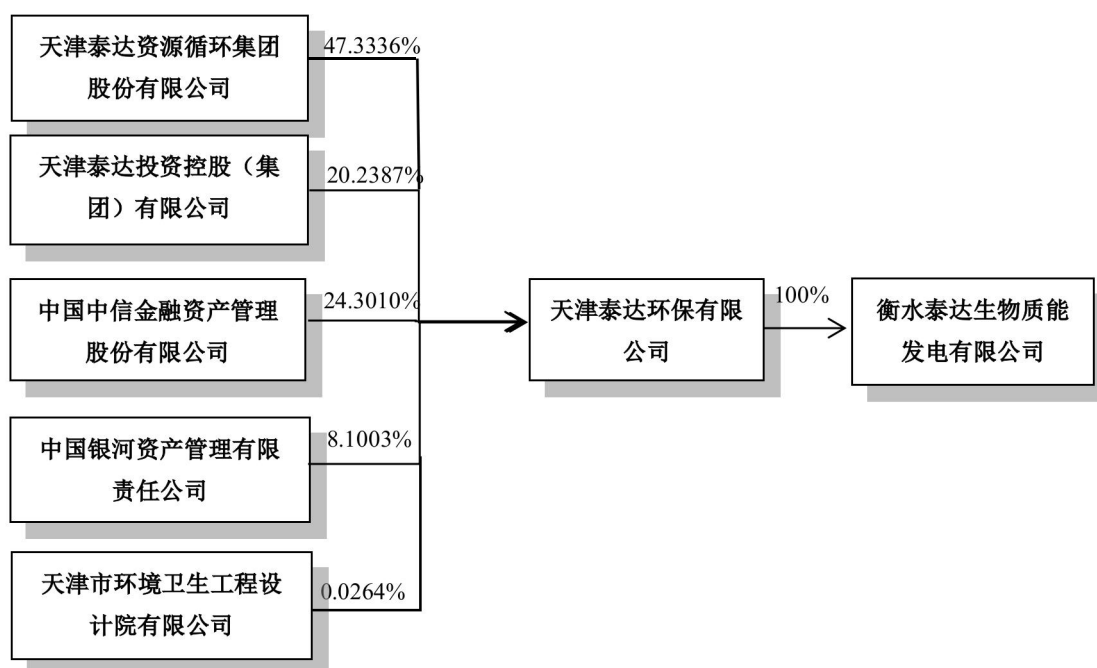 天津泰达资源循环集团
股份有限公司
47.3336%
天津泰达投资控股（集
团）有限公司
20.2387%
中国中信金融资产管理
股份有限公司
24.3010%
中国银河资产管理有限
责任公司
8.1003%
天津市环境卫生工程设
计院有限公司
0.0264%
天津泰达环保有限
公司
100%
衡水泰达生物质能
发电有限公司